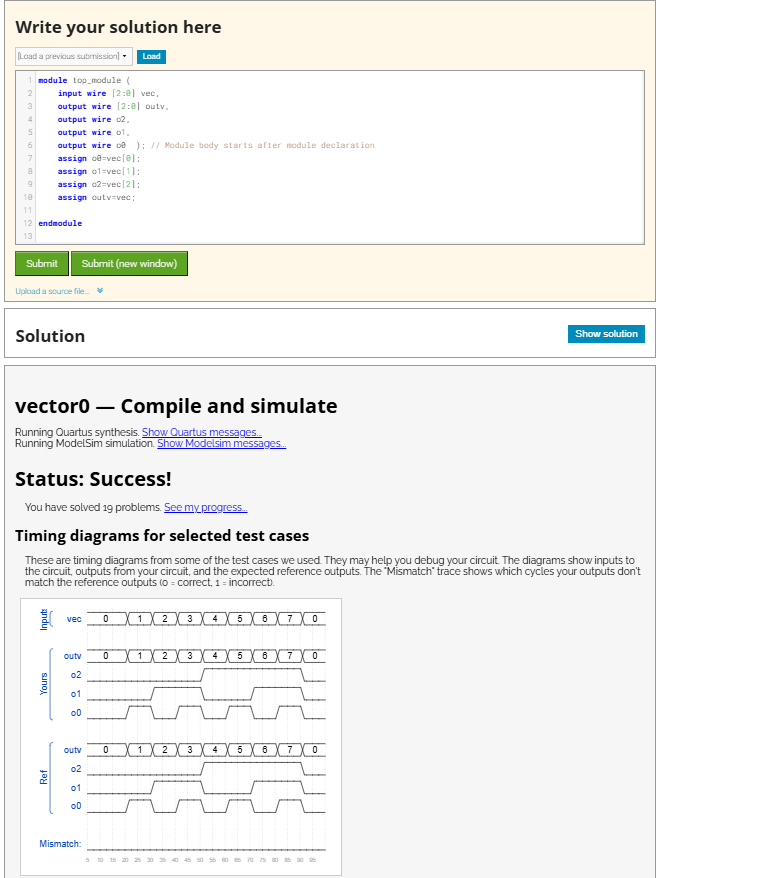 Write your solution here
[Load a previous submission] Load
1 module top_module (
2 input wire [2:0] vec,
3 output wire [2:0] outv,
4 output wire o2,
5 output wire o1,
6 output wire o0 ); // Module body starts after module declaration
7 assign o0=vec[0];
8 assign o1=vec[1];
9 assign o2=vec[2];
10 assign outv=vec;
11
12 endmodule
13
Submit Submit (new window)
Upload a source file...
Solution Show solution
vector0 — Compile and simulate
Running Quartus synthesis. Show Quartus messages...
Running ModelSim simulation. Show Modelsim messages...
Status: Success!
You have solved 19 problems. See my progress...
Timing diagrams for selected test cases
These are timing diagrams from some of the test cases we used. They may help you debug your circuit. The diagrams show inputs to
the circuit, outputs from your circuit, and the expected reference outputs. The "Mismatch" trace shows which cycles your outputs don't
match the reference outputs (0 = correct, 1 = incorrect).
Inputs
vec 0 1 2 3 4 5 6 7 0
Yours
outv 0 1 2 3 4 5 6 7 0
o2
o1
o0
Ref
outv 0 1 2 3 4 5 6 7 0
o2
o1
o0
Mismatch:
5 10 15 20 25 30 35 40 45 50 55 60 65 70 75 80 85 90 95